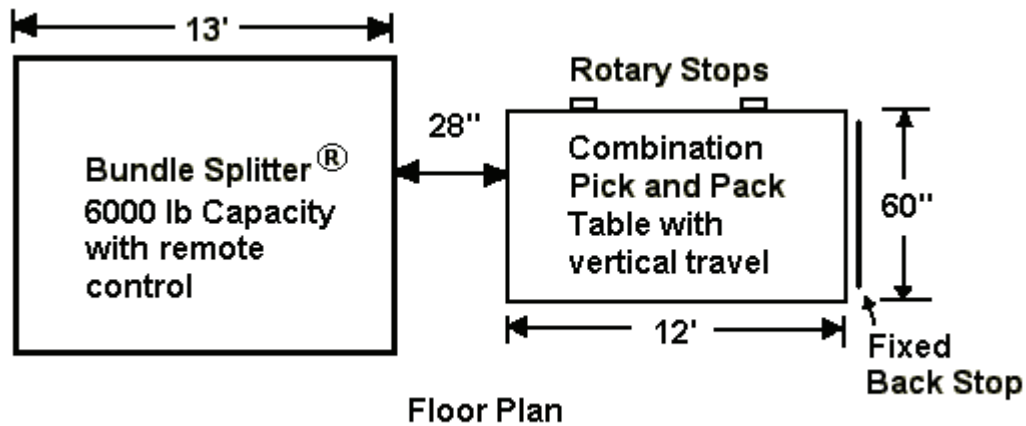 13'
Rotary Stops
28"
Bundle Splitter®
6000 lb Capacity
with remote
control
Combination
Pick and Pack
Table with
vertical travel
60"
12'
Fixed
Back Stop
Floor Plan